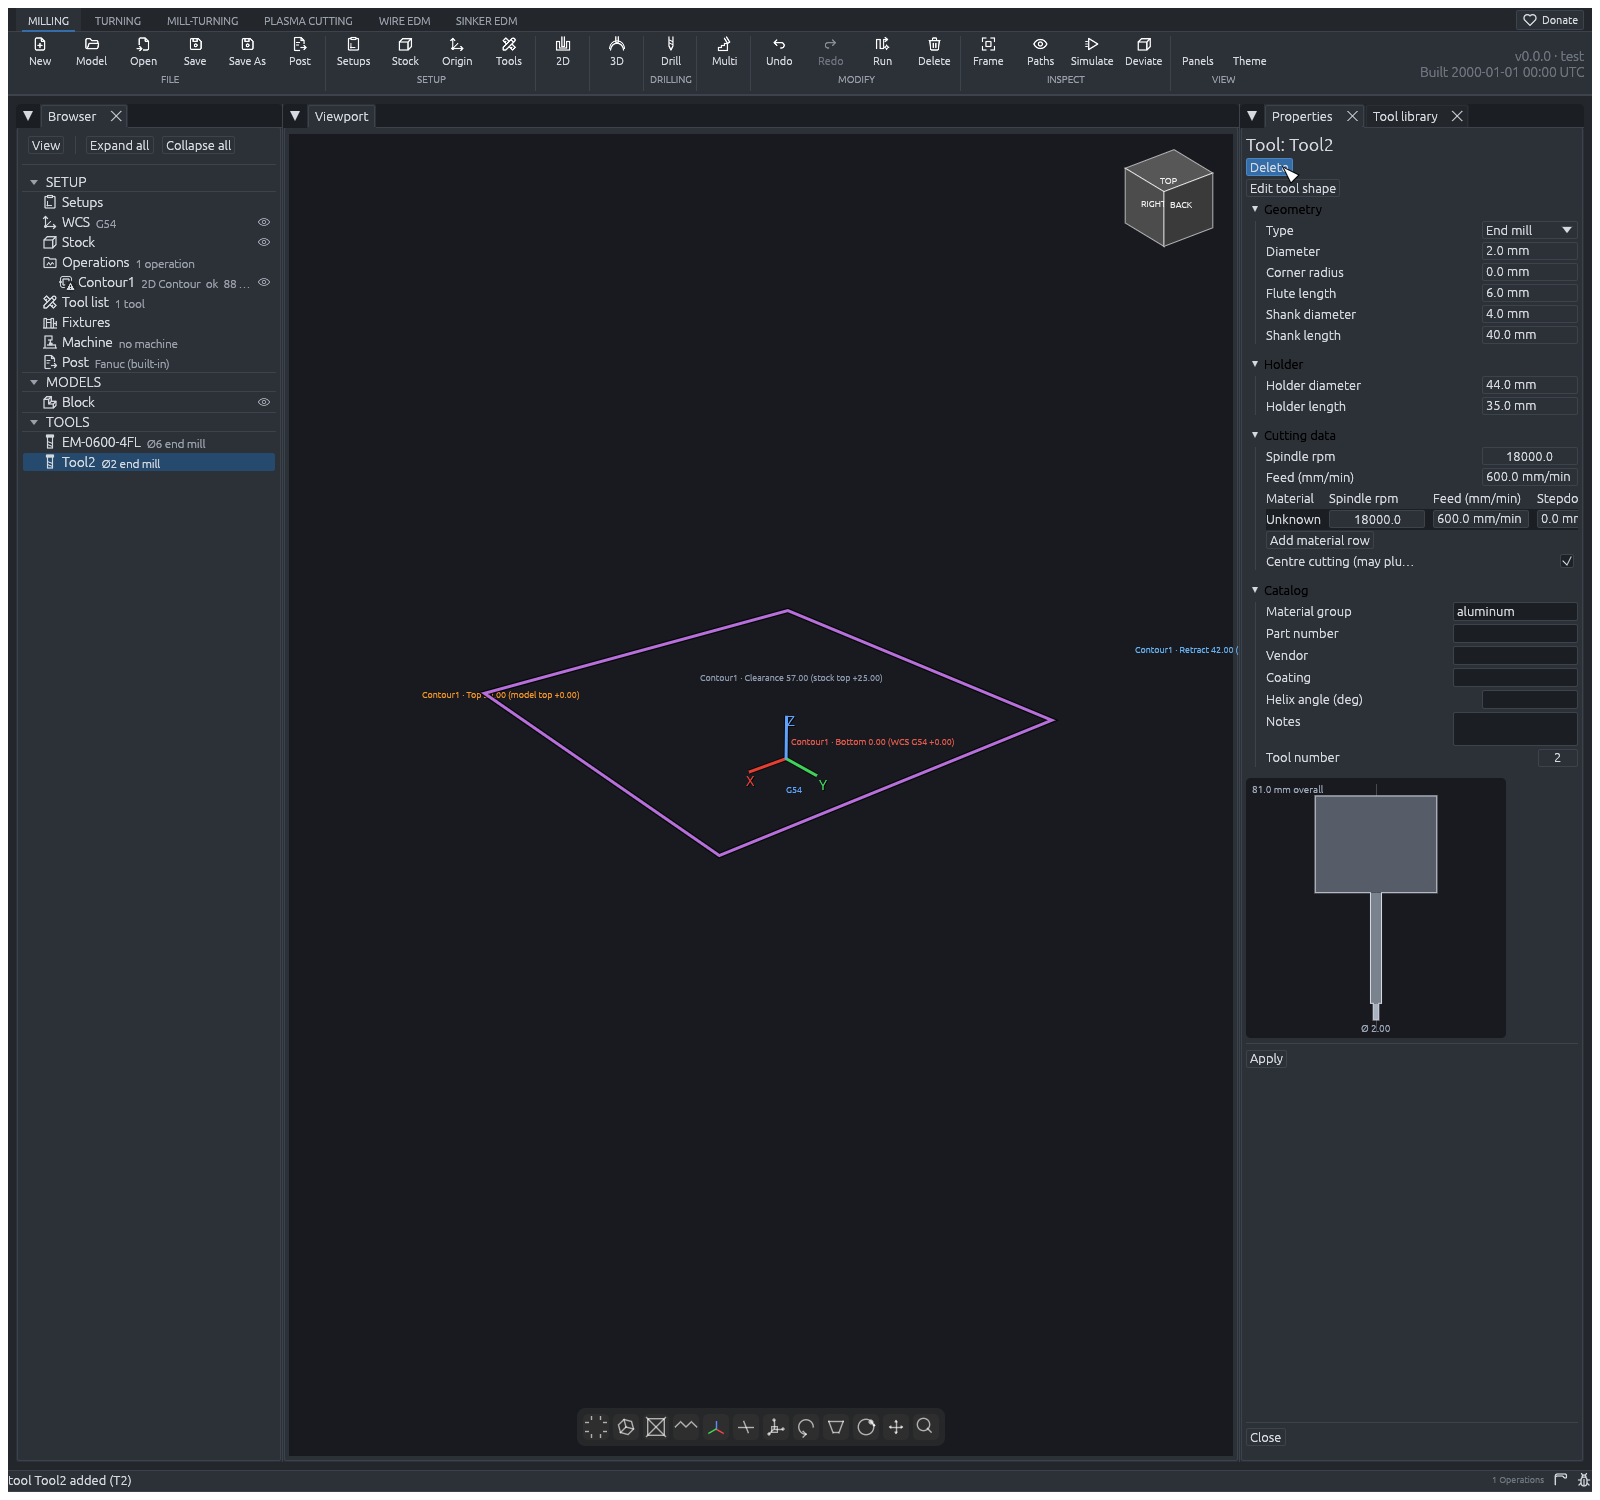 MILLING TURNING MILL-TURNING PLASMA CUTTING WIRE EDM SINKER EDM Donate
New Model Open Save Save As Post Setups Stock Origin Tools 2D 3D Drill Multi Undo Redo Run Delete Frame Paths Simulate Deviate Panels Theme
v0.0.0 · test
Built 2000-01-01 00:00 UTC
FILE SETUP DRILLING MODIFY INSPECT VIEW
Browser
View Expand all Collapse all
SETUP
Setups
WCS G54
Stock
Operations 1 operation
Contour1 2D Contour ok 88 ...
Tool list 1 tool
Fixtures
Machine no machine
Post Fanuc (built-in)
MODELS
Block
TOOLS
EM-0600-4FL Ø6 end mill
Tool2 Ø2 end mill
Viewport
TOP
RIGHT BACK
Contour1 · Retract 42.00 (
Contour1 · Clearance 57.00 (stock top +25.00)
Contour1 · Top 00 (model top +0.00)
Z
Contour1 · Bottom 0.00 (WCS G54 +0.00)
X Y
G54
Properties Tool library
Tool: Tool2
Delete
Edit tool shape
Geometry
Type End mill
Diameter 2.0 mm
Corner radius 0.0 mm
Flute length 6.0 mm
Shank diameter 4.0 mm
Shank length 40.0 mm
Holder
Holder diameter 44.0 mm
Holder length 35.0 mm
Cutting data
Spindle rpm 18000.0
Feed (mm/min) 600.0 mm/min
Material Spindle rpm Feed (mm/min) Stepdo
Unknown 18000.0 600.0 mm/min 0.0 mr
Add material row
Centre cutting (may plu...
Catalog
Material group aluminum
Part number
Vendor
Coating
Helix angle (deg)
Notes
Tool number 2
81.0 mm overall
Ø 2.00
Apply
Close
tool Tool2 added (T2)
1 Operations